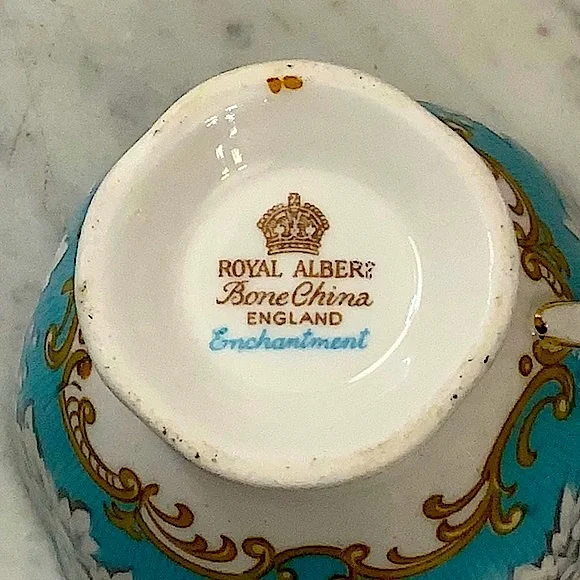 ROYAL ALBERT
Bone China
ENGLAND
Enchantment